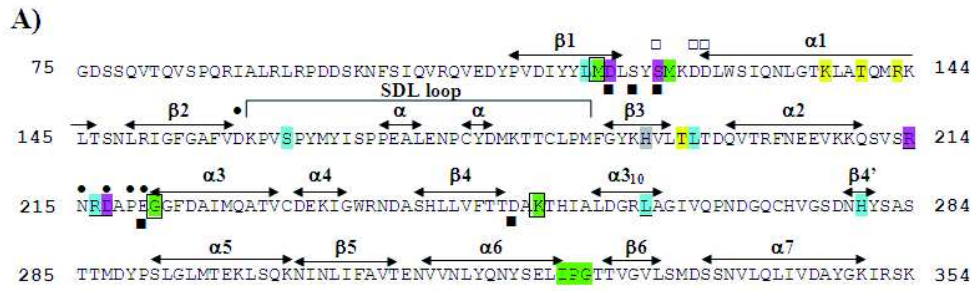 A)
β1 □ □□ α1
75 GDSSQVTQVSPQRIALRLRPDDSKNFSIQVRQVEDYPVDIYYLMDLSYSMKDDLWSIQNLGTKLATQMRK 144
■ ■ ■
SDL loop
β2 ● α α β3 α2
145 LTSNLRIGFGAFVDKPVSPYMYISPPEALENPCYDMKTTCLPMFGYKHVLTLTDQVTRFNEEVKKQSVSR 214
● ● ● ● α3 α4 β4 α3₁₀ β4’
215 NRDAPEGGFDAIMQATVCDEKIGWRNDASHLLVFTTDAKTHIALDGRLAGIVQPNDGQCHVGSDNHYSAS 284
■ ■
α5 β5 α6 β6 α7
285 TTMDYPSLGLMTEKLSQKNINLIFAVTENVVNLYQNYSELIPGTTVGVLSMDSSNVLQLIVDAYGKIRSK 354